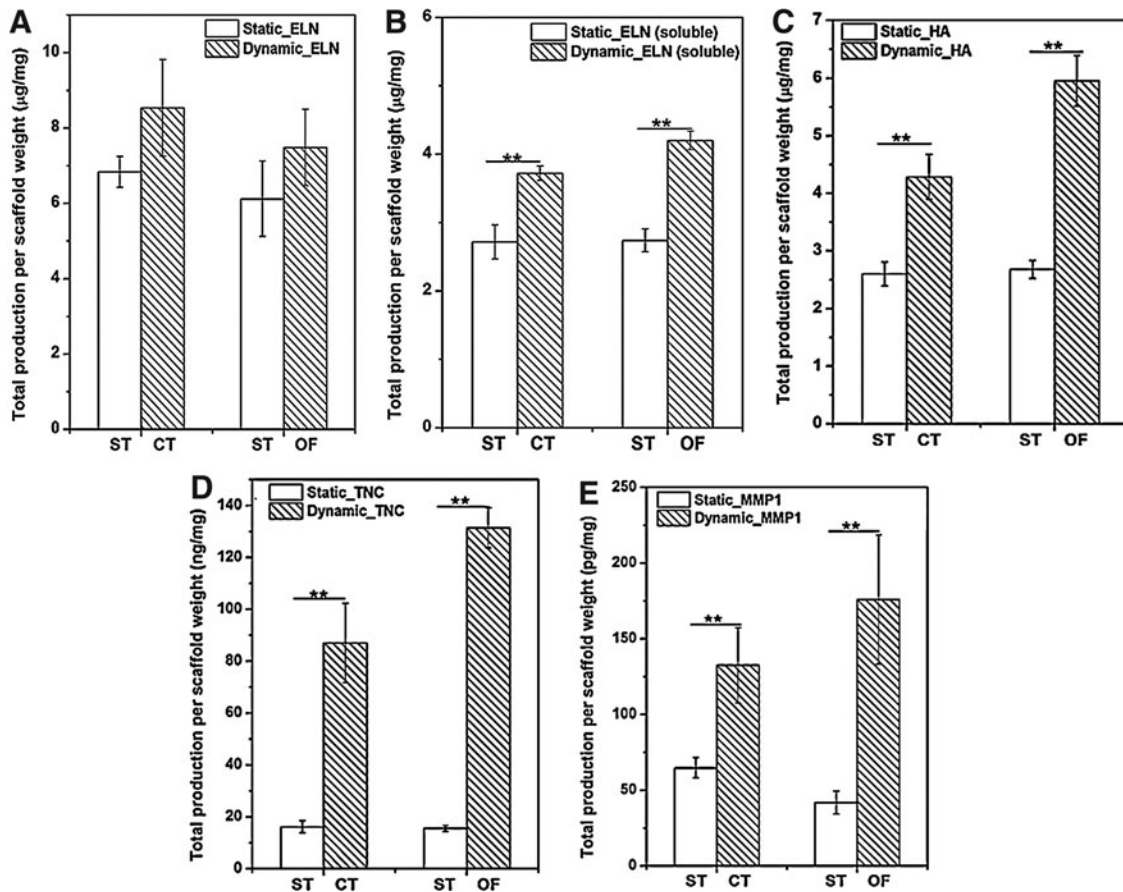 A
Total production per scaffold weight (µg/mg)
10
8
6
4
2
0
Static_ELN
Dynamic_ELN
ST CT ST OF
B
Total production per scaffold weight (µg/mg)
6
4
2
0
Static_ELN (soluble)
Dynamic_ELN (soluble)
**
**
ST CT ST OF
C
Total production per scaffold weight (µg/mg)
7
6
5
4
3
2
1
0
Static_HA
Dynamic_HA
**
**
ST CT ST OF
D
Total production per scaffold weight (ng/mg)
140
120
100
80
60
40
20
0
Static_TNC
Dynamic_TNC
**
**
ST CT ST OF
E
Total production per scaffold weight (pg/mg)
250
200
150
100
50
0
Static_MMP1
Dynamic_MMP1
**
**
ST CT ST OF